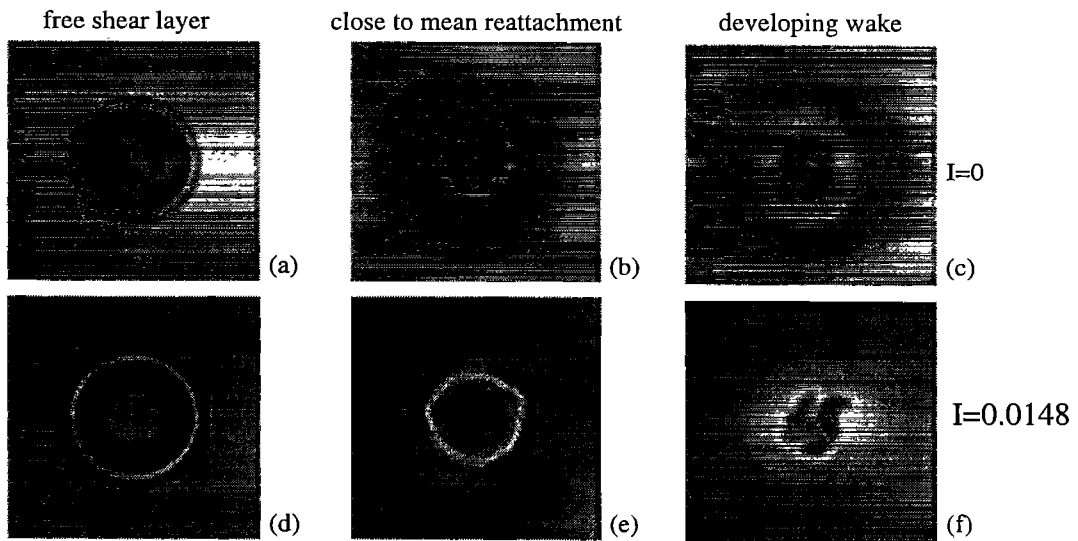 free shear layer
close to mean reattachment
developing wake
I=0
(a)
(b)
(c)
I=0.0148
(d)
(e)
(f)